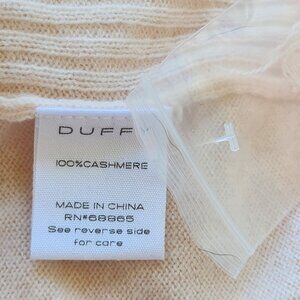 DUFFY
100%CASHMERE
MADE IN CHINA
RN#68865
See reverse side
for care